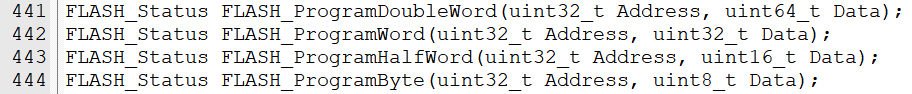 441 FLASH_Status FLASH_ProgramDoubleWord(uint32_t Address, uint64_t Data);
442 FLASH_Status FLASH_ProgramWord(uint32_t Address, uint32_t Data);
443 FLASH_Status FLASH_ProgramHalfWord(uint32_t Address, uint16_t Data);
444 FLASH_Status FLASH_ProgramByte(uint32_t Address, uint8_t Data);